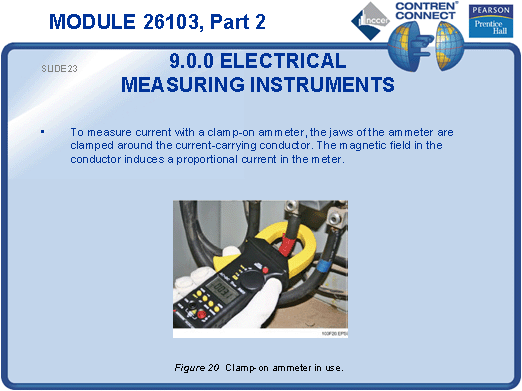 MODULE 26103, Part 2
nccer
CONTREN®
CONNECT
PEARSON
Prentice
Hall
SLIDE 23
9.0.0 ELECTRICAL
MEASURING INSTRUMENTS
• To measure current with a clamp-on ammeter, the jaws of the ammeter are
clamped around the current-carrying conductor. The magnetic field in the
conductor induces a proportional current in the meter.
Figure 20 Clamp-on ammeter in use.